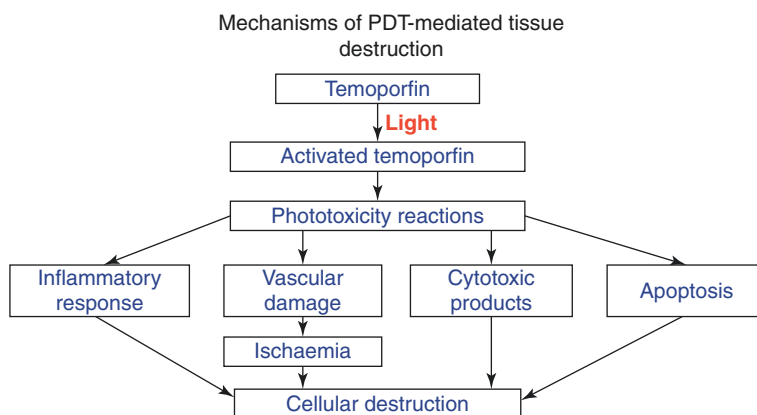 Mechanisms of PDT-mediated tissue
destruction
Temoporfin
Light
Activated temoporfin
Phototoxicity reactions
Inflammatory
response
Vascular
damage
Cytotoxic
products
Apoptosis
Ischaemia
Cellular destruction